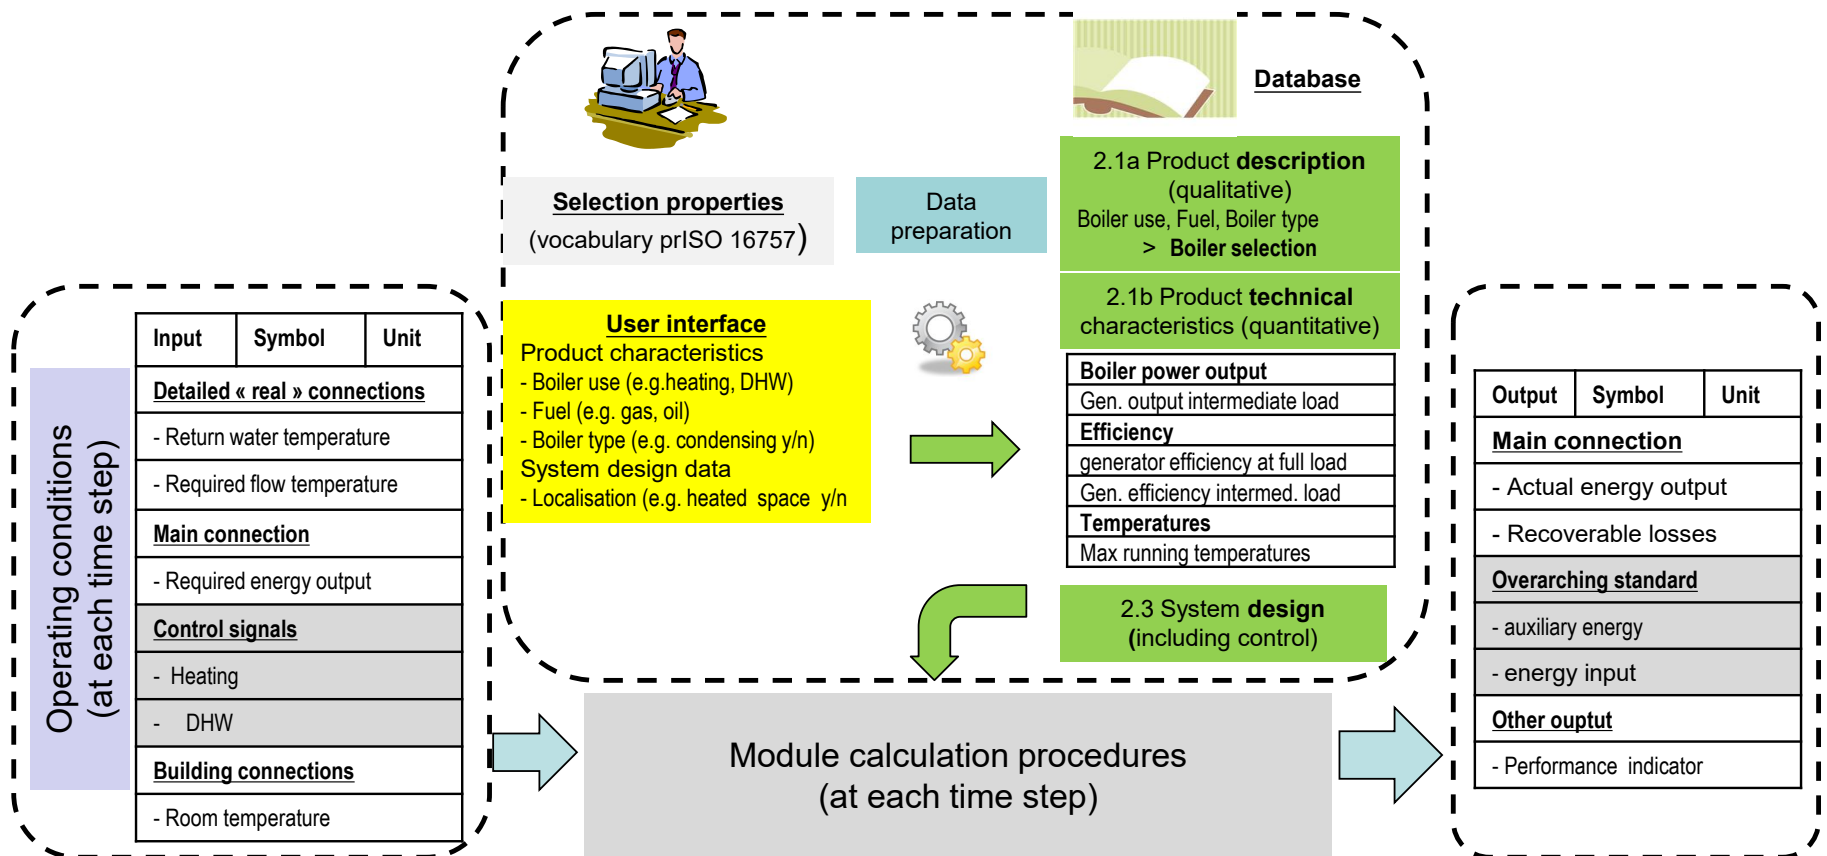 Database
2.1a Product description
(qualitative)
Boiler use, Fuel, Boiler type
> Boiler selection
Selection properties
(vocabulary prISO 16757)
Data
preparation
2.1b Product technical
characteristics (quantitative)
User interface
Product characteristics
- Boiler use (e.g.heating, DHW)
- Fuel (e.g. gas, oil)
- Boiler type (e.g. condensing y/n)
System design data
- Localisation (e.g. heated space y/n
Boiler power output
Gen. output intermediate load
Efficiency
generator efficiency at full load
Gen. efficiency intermed. load
Temperatures
Max running temperatures
2.3 System design
(including control)
Operating conditions
(at each time step)
Input Symbol Unit
Detailed « real » connections
- Return water temperature
- Required flow temperature
Main connection
- Required energy output
Control signals
- Heating
- DHW
Building connections
- Room temperature
Module calculation procedures
(at each time step)
Output Symbol Unit
Main connection
- Actual energy output
- Recoverable losses
Overarching standard
- auxiliary energy
- energy input
Other ouptut
- Performance indicator